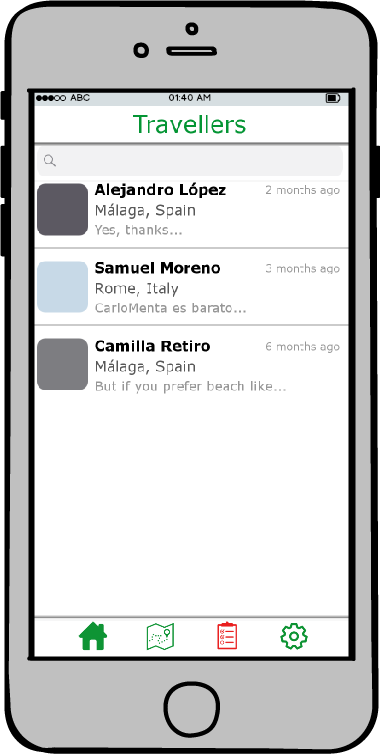 ABC 01:40 AM
Travellers
Alejandro López 2 months ago
Málaga, Spain
Yes, thanks...
Samuel Moreno 3 months ago
Rome, Italy
CarloMenta es barato...
Camilla Retiro 6 months ago
Málaga, Spain
But if you prefer beach like...